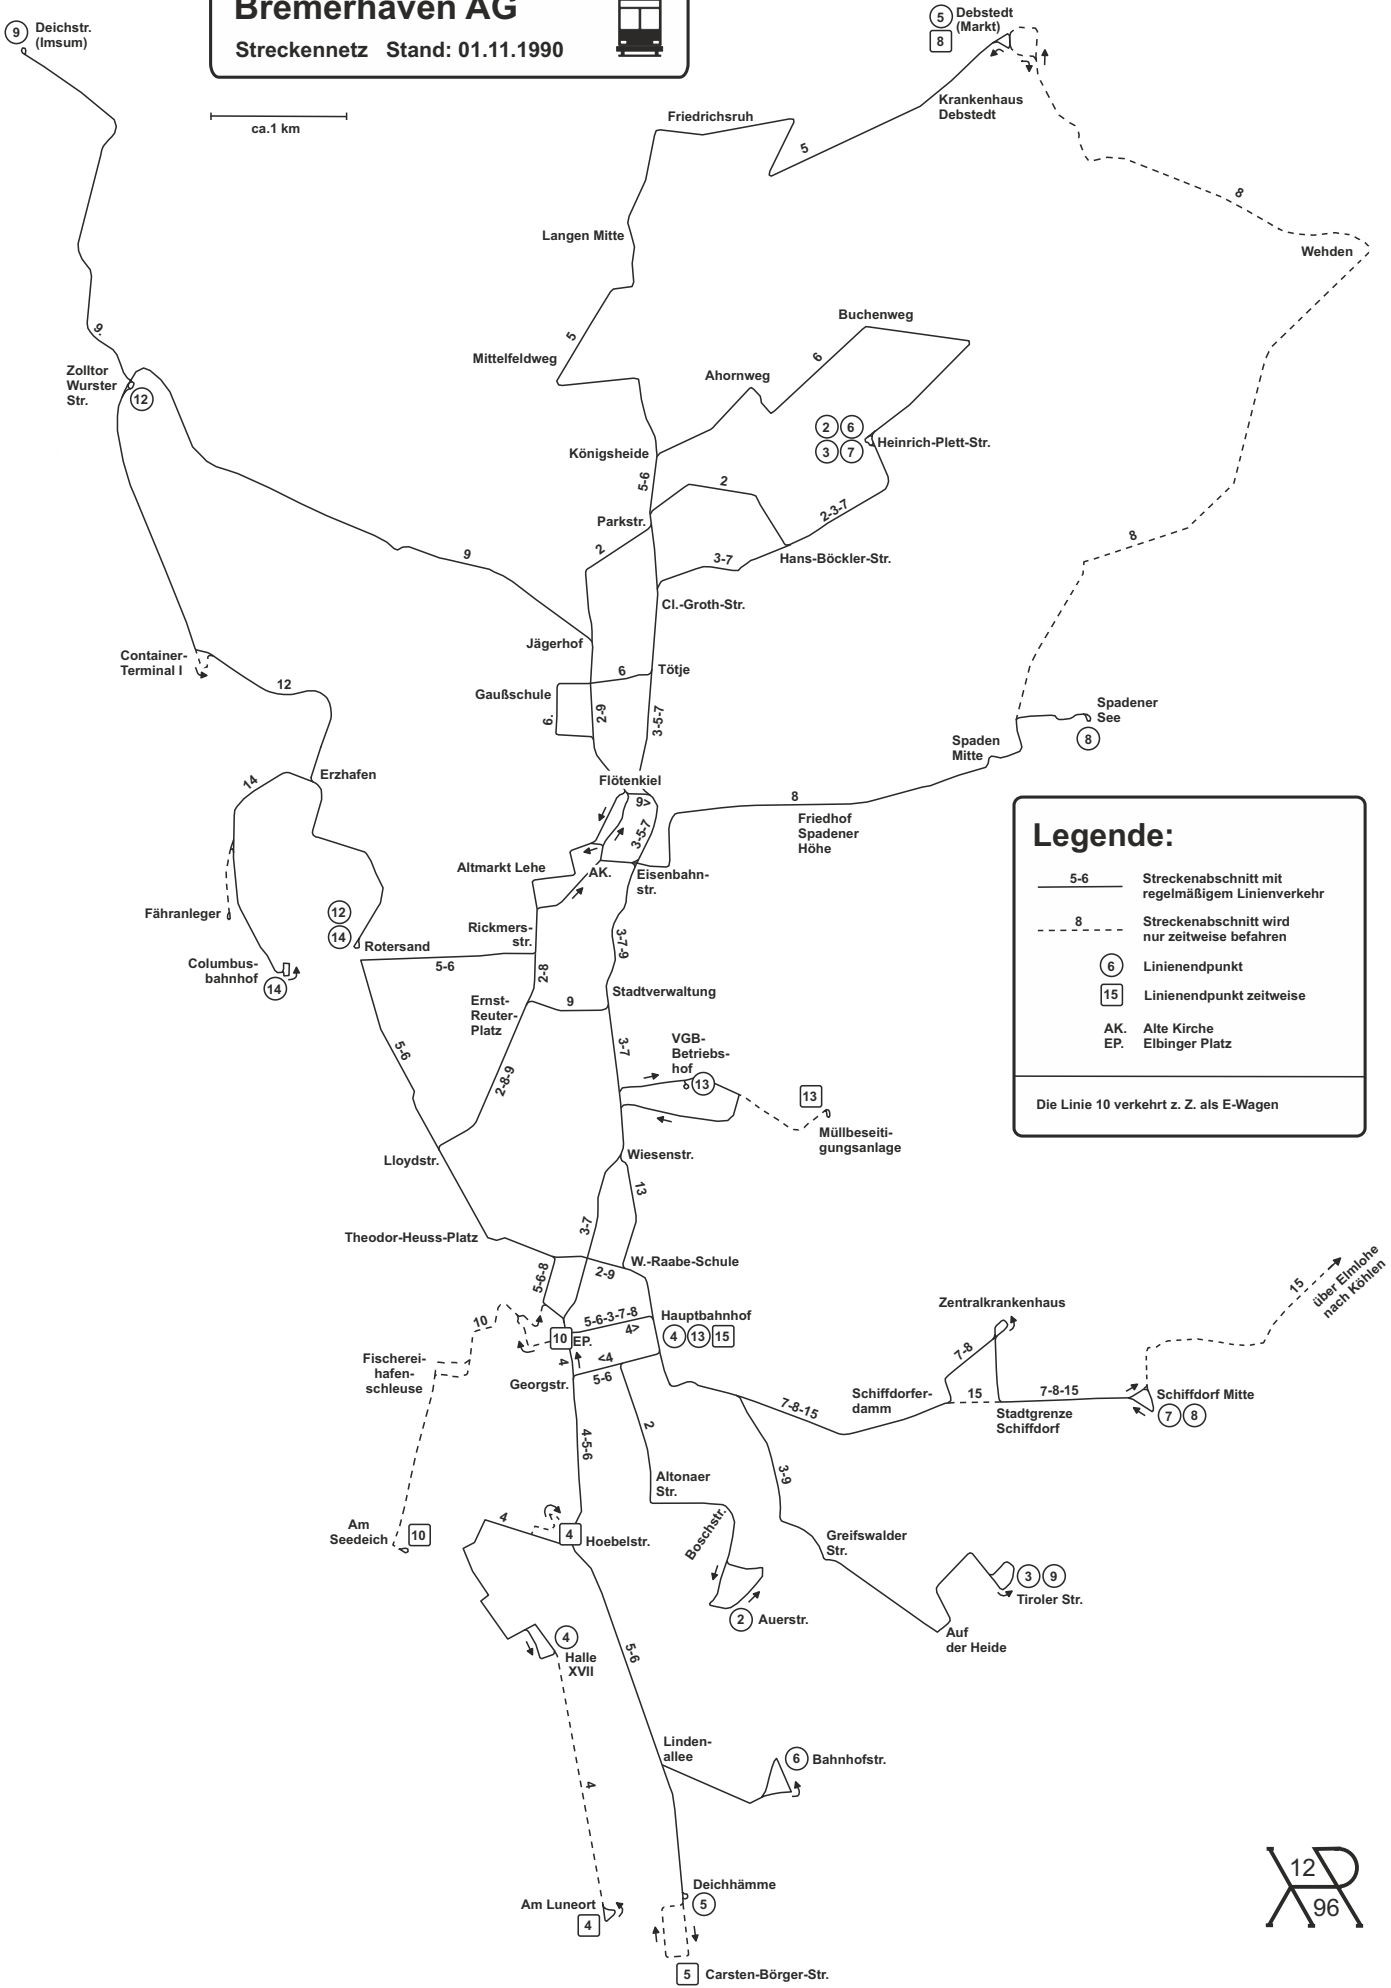 Bremerhaven AG
Streckennetz Stand: 01.11.1990
9
Deichstr.
(Imsum)
5
Debstedt
(Markt)
8
Krankenhaus
Debstedt
ca.1 km
Friedrichsruh
5
8
Langen Mitte
Wehden
9.
5
Mittelfeldweg
Buchenweg
6
Ahornweg
Zolltor
Wurster
Str.
12
2
6
3
7
Heinrich-Plett-Str.
Königsheide
5-6
2
2-3-7
Parkstr.
2
3-7
Hans-Böckler-Str.
8
9
Cl.-Groth-Str.
Jägerhof
Container-
Terminal I
12
6
Tötje
Gaußschule
6.
2-9
3-5-7
Spadener
See
8
Spaden
Mitte
14
Erzhafen
Flötenkiel
9>
3-5-7
8
Friedhof
Spadener
Höhe
Altmarkt Lehe
AK.
Eisenbahn-
str.
Fähranleger
12
14
Rotersand
Rickmers-
str.
3-7-9
5-6
Columbus-
bahnhof
14
2-8
Ernst-
Reuter-
Platz
9
Stadtverwaltung
5-6
2-8-9
3-7
VGB-
Betriebs-
hof
13
13
Müllbeseiti-
gungsanlage
Lloydstr.
Wiesenstr.
13
3-7
Theodor-Heuss-Platz
W.-Raabe-Schule
2-9
5-6-8
Legende:
5-6
Streckenabschnitt mit
regelmäßigem Linienverkehr
8
Streckenabschnitt wird
nur zeitweise befahren
6
Linienendpunkt
15
Linienendpunkt zeitweise
AK. Alte Kirche
EP. Elbinger Platz
Die Linie 10 verkehrt z. Z. als E-Wagen
15
über Elmlohe
nach Köhlen
Zentralkrankenhaus
10
10
EP.
5-6-3-7-8
4>
Hauptbahnhof
4
13
15
Fischerei-
hafen-
schleuse
4
<4
5-6
Georgstr.
7-8
Schiffdorfer-
damm
15
7-8-15
Schiffdorf Mitte
7
8
Stadtgrenze
Schiffdorf
7-8-15
2
4-5-6
3-9
Altonaer
Str.
Boschstr.
Am
Seedeich
10
4
4
Hoebelstr.
Greifswalder
Str.
3
9
Tiroler Str.
2
Auerstr.
Auf
der Heide
4
Halle
XVII
5-6
Linden-
allee
6
Bahnhofstr.
4
Deichhämme
5
Am Luneort
4
5
Carsten-Börger-Str.
12
96